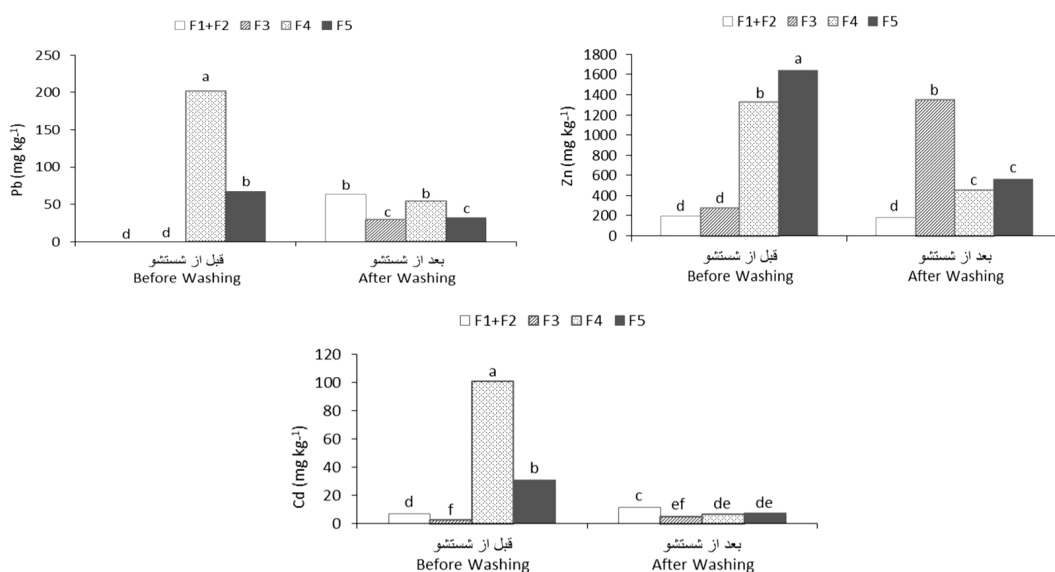 F1+F2 F3 F4 F5
Pb (mg kg-1)
250
200
150
100
50
0
d d a b
b c b c
قبل از شستشو بعد از شستشو
Before Washing After Washing
F1+F2 F3 F4 F5
Zn (mg kg-1)
1800
1600
1400
1200
1000
800
600
400
200
0
d d b a
d b c c
قبل از شستشو بعد از شستشو
Before Washing After Washing
F1+F2 F3 F4 F5
Cd (mg kg-1)
120
100
80
60
40
20
0
d f a b
c ef de de
قبل از شستشو بعد از شستشو
Before Washing After Washing